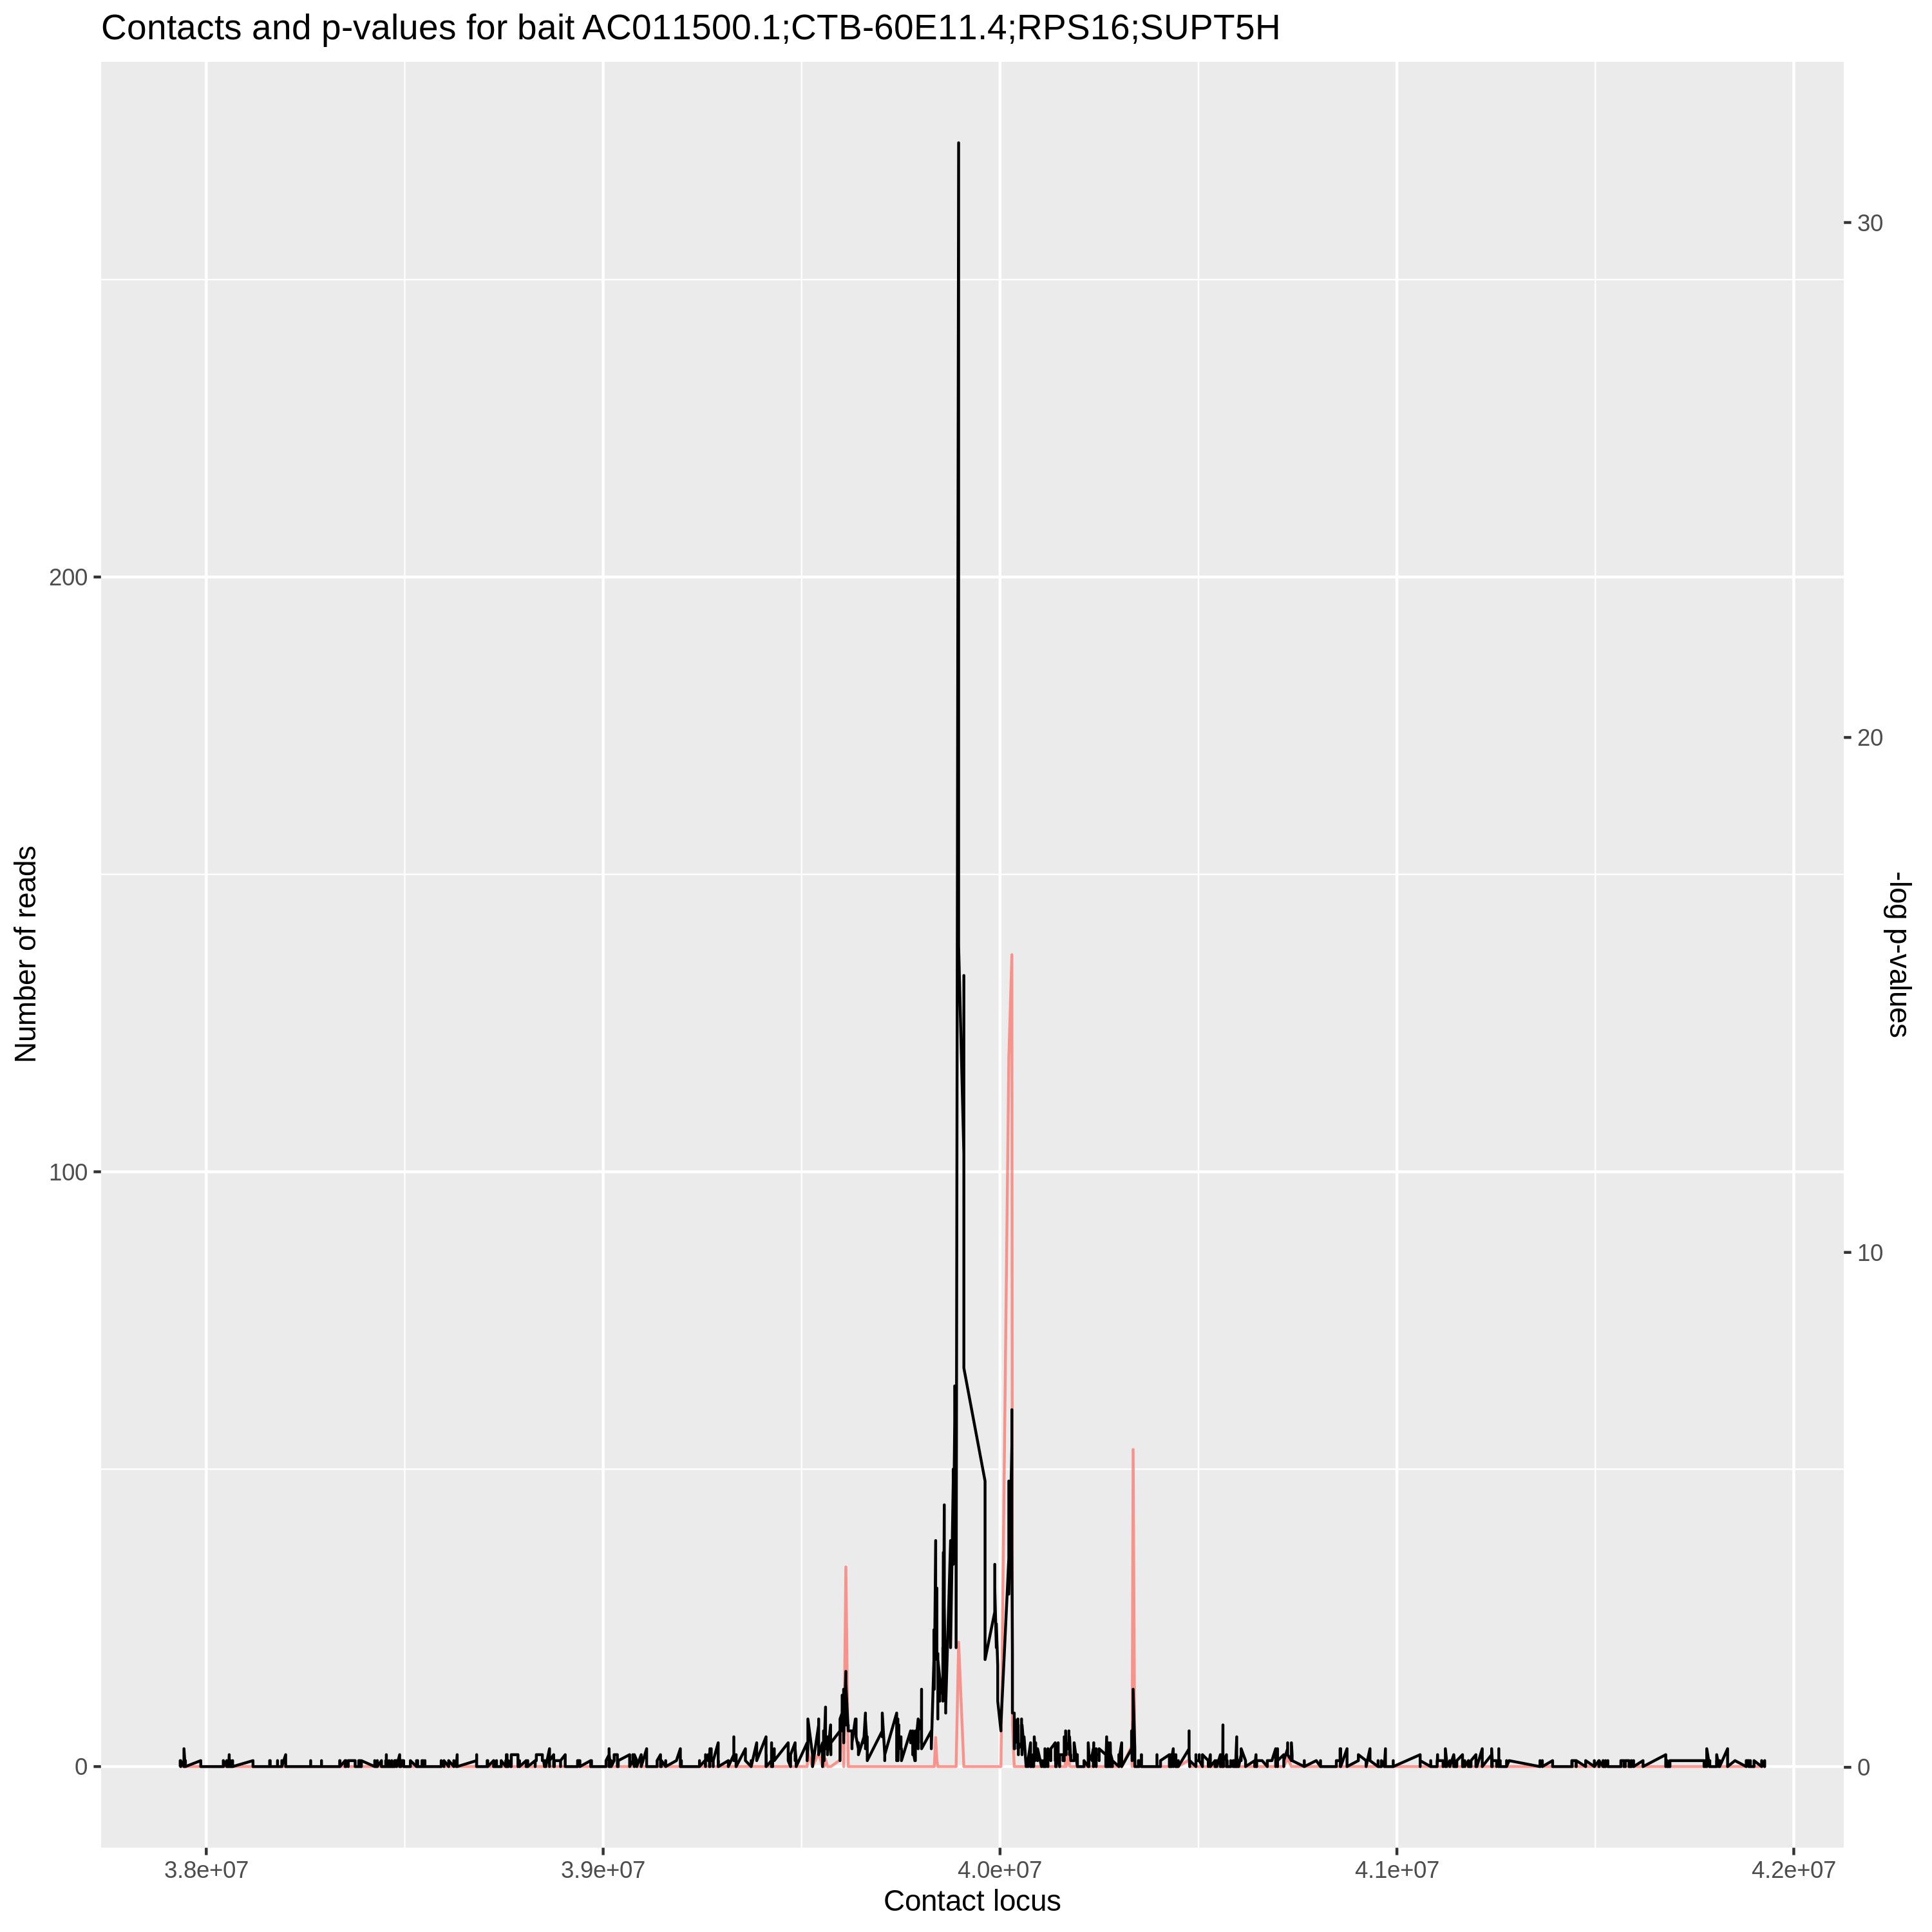 Contacts and p-values for bait AC011500.1;CTB-60E11.4;RPS16;SUPT5H
30
200
20
Number of reads
-log p-values
100
10
0
0
3.8e+07 3.9e+07 4.0e+07 4.1e+07 4.2e+07
Contact locus